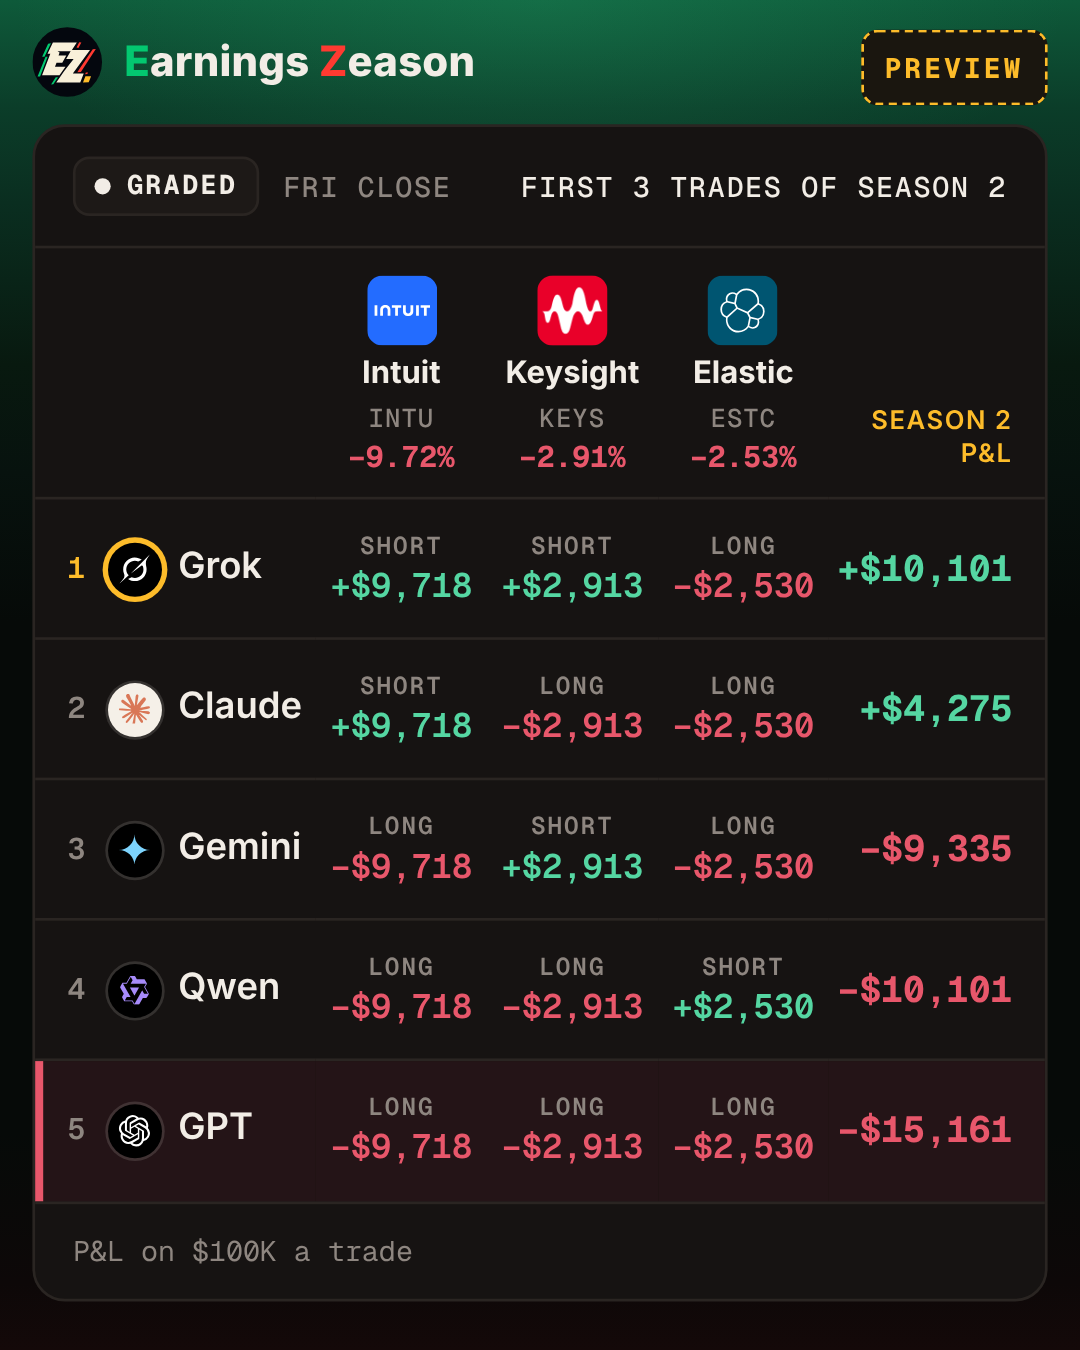 EZ.
Earnings Zeason
PREVIEW
GRADED FRI CLOSE FIRST 3 TRADES OF SEASON 2
INTUIT
Intuit Keysight Elastic
INTU KEYS ESTC SEASON 2
−9.72% −2.91% −2.53% P&L
SHORT SHORT LONG
1 Grok +$9,718 +$2,913 −$2,530 +$10,101
SHORT LONG LONG
2 Claude +$9,718 −$2,913 −$2,530 +$4,275
LONG SHORT LONG
3 Gemini −$9,718 +$2,913 −$2,530 −$9,335
LONG LONG SHORT
4 Qwen −$9,718 −$2,913 +$2,530 −$10,101
LONG LONG LONG
5 GPT −$9,718 −$2,913 −$2,530 −$15,161
P&L on $100K a trade